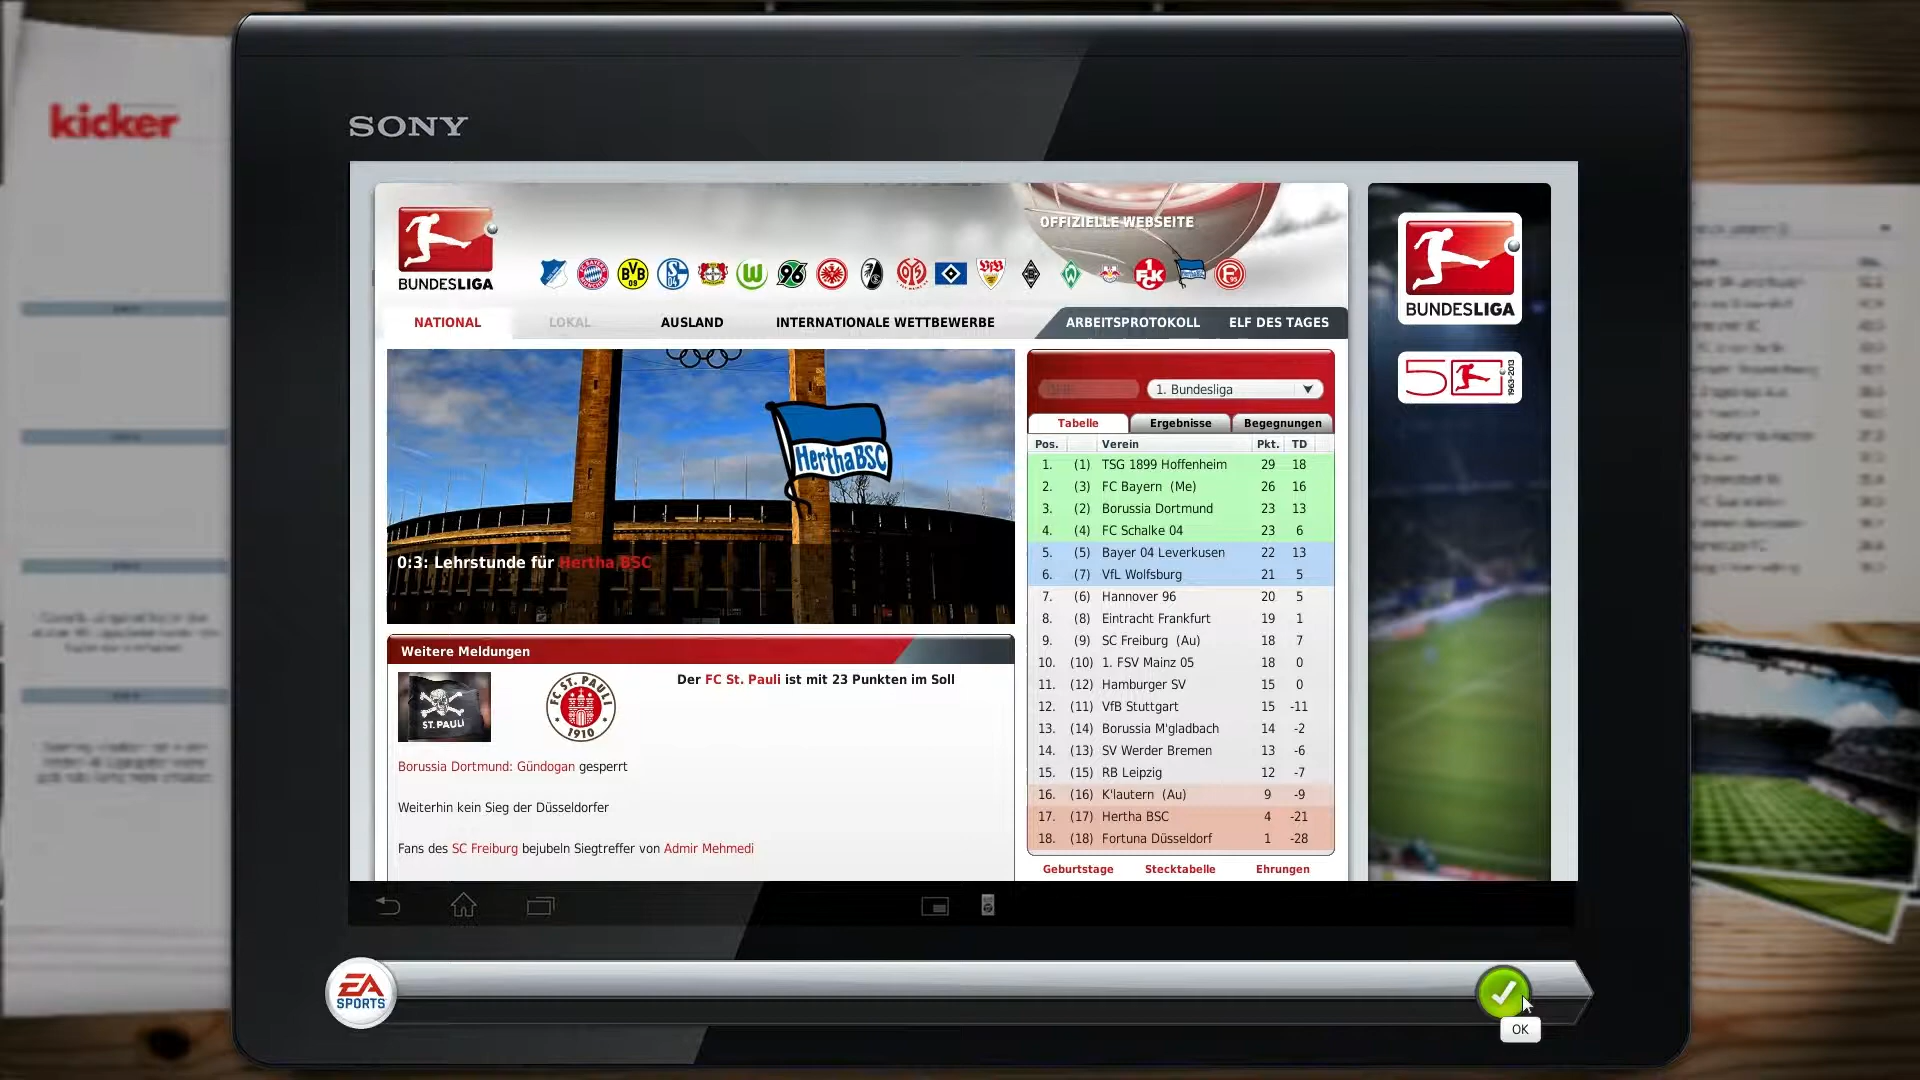 kicker
SONY
OFFIZIELLE WEBSEITE
BUNDESLIGA
NATIONAL
LOKAL
AUSLAND
INTERNATIONALE WETTBEWERBE
ARBEITSPROTOKOLL
ELF DES TAGES
BUNDESLIGA
50
1963-2013
Hertha BSC
0:3: Lehrstunde für Hertha BSC
1. Bundesliga
Tabelle Ergebnisse Begegnungen
Pos. Verein Pkt. TD
1. (1) TSG 1899 Hoffenheim 29 18
2. (3) FC Bayern (Me) 26 16
3. (2) Borussia Dortmund 23 13
4. (4) FC Schalke 04 23 6
5. (5) Bayer 04 Leverkusen 22 13
6. (7) VfL Wolfsburg 21 5
7. (6) Hannover 96 20 5
8. (8) Eintracht Frankfurt 19 1
9. (9) SC Freiburg (Au) 18 7
10. (10) 1. FSV Mainz 05 18 0
11. (12) Hamburger SV 15 0
12. (11) VfB Stuttgart 15 -11
13. (14) Borussia M'gladbach 14 -2
14. (13) SV Werder Bremen 13 -6
15. (15) RB Leipzig 12 -7
16. (16) K'lautern (Au) 9 -9
17. (17) Hertha BSC 4 -21
18. (18) Fortuna Düsseldorf 1 -28
Geburtstage Stecktabelle Ehrungen
Weitere Meldungen
ST. PAULI
FC ST. PAULI
1910
Der FC St. Pauli ist mit 23 Punkten im Soll
Borussia Dortmund: Gündogan gesperrt
Weiterhin kein Sieg der Düsseldorfer
Fans des SC Freiburg bejubeln Siegtreffer von Admir Mehmedi
EA
SPORTS
OK